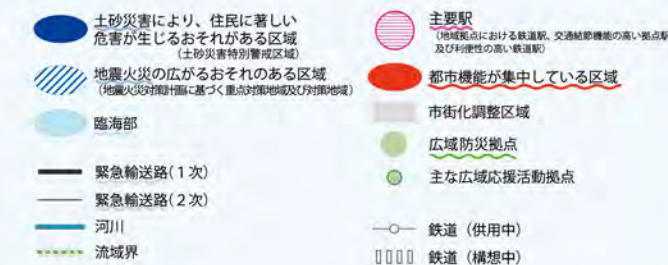 土砂災害により、住民に著しい
危害が生じるおそれがある区域
（土砂災害特別警戒区域）
地震火災の広がるおそれのある区域
（地震火災対策計画に基づく重点対策地域及び対策地域）
臨海部
緊急輸送路（1次）
緊急輸送路（2次）
河川
流域界
主要駅
（地域拠点における鉄道駅、交通結節機能の高い拠点駅
及び利便性の高い鉄道駅）
都市機能が集中している区域
市街化調整区域
広域防災拠点
主な広域応援活動拠点
鉄道（供用中）
鉄道（構想中）